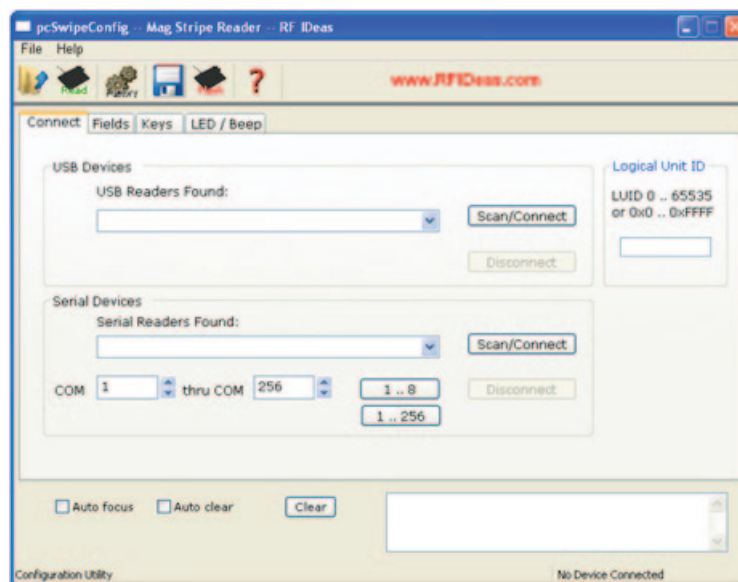 pcSwipeConfig -- Mag Stripe Reader -- RF IDeas
File Help
Read
www.RFIDeas.com
Connect Fields Keys LED / Beep
USB Devices
USB Readers Found:
Scan/Connect
Disconnect
Logical Unit ID
LUID 0 .. 65535
or 0x0 .. 0xFFFF
Serial Devices
Serial Readers Found:
Scan/Connect
COM 1 thru COM 256
1 .. 8
Disconnect
1 .. 256
Auto focus Auto clear Clear
Configuration Utility No Device Connected